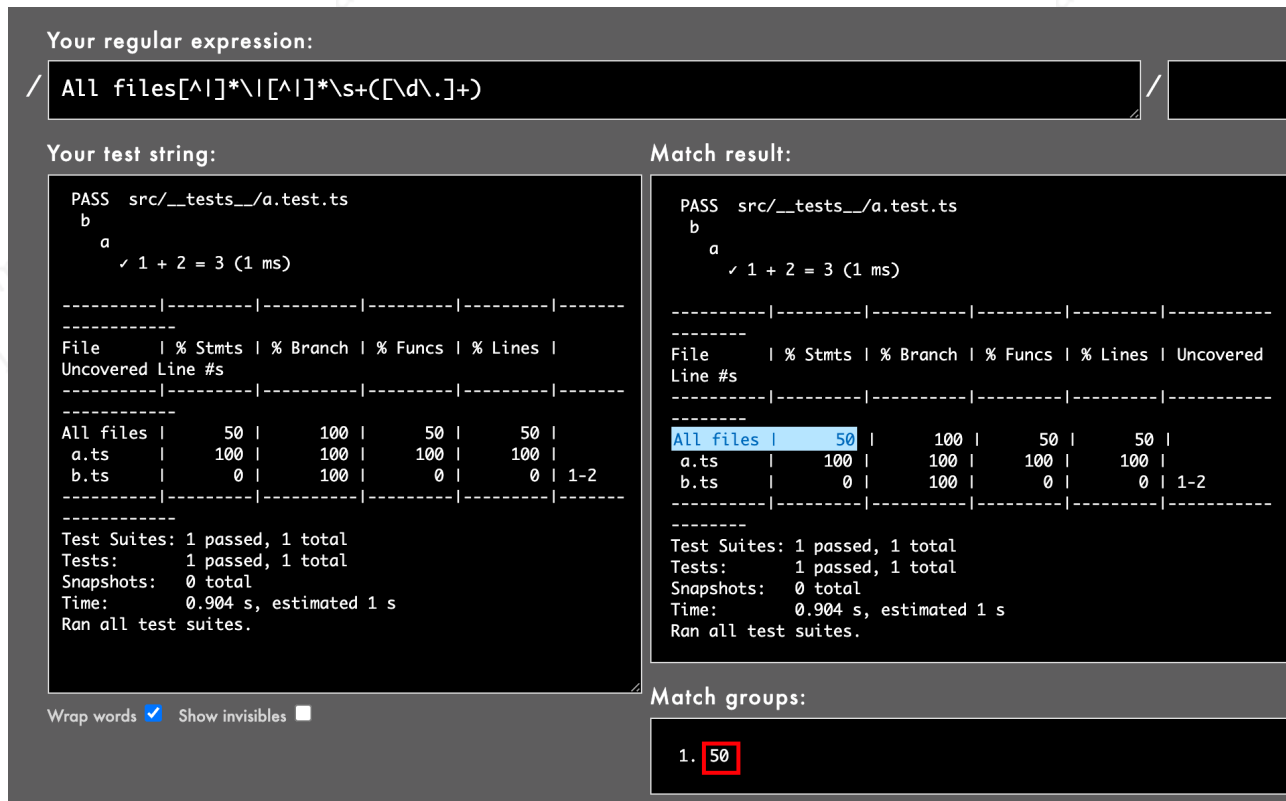 Your regular expression:
/ All files[^|]*\|[^|]*\s+([\d\.]+) /
Your test string:
PASS  src/__tests__/a.test.ts
  b
    a
      ✓ 1 + 2 = 3 (1 ms)
----------|---------|----------|---------|---------|-------
------------
File      | % Stmts | % Branch | % Funcs | % Lines |
Uncovered Line #s
----------|---------|----------|---------|---------|-------
------------
All files |      50 |      100 |      50 |      50 |
 a.ts     |     100 |      100 |     100 |     100 |
 b.ts     |       0 |      100 |       0 |       0 | 1-2
----------|---------|----------|---------|---------|-------
------------
Test Suites: 1 passed, 1 total
Tests:       1 passed, 1 total
Snapshots:   0 total
Time:        0.904 s, estimated 1 s
Ran all test suites.
Wrap words Show invisibles
Match result:
PASS  src/__tests__/a.test.ts
  b
    a
      ✓ 1 + 2 = 3 (1 ms)
----------|---------|----------|---------|---------|-----------
--------
File      | % Stmts | % Branch | % Funcs | % Lines | Uncovered
Line #s
----------|---------|----------|---------|---------|-----------
--------
All files |      50 |      100 |      50 |      50 |
 a.ts     |     100 |      100 |     100 |     100 |
 b.ts     |       0 |      100 |       0 |       0 | 1-2
----------|---------|----------|---------|---------|-----------
--------
Test Suites: 1 passed, 1 total
Tests:       1 passed, 1 total
Snapshots:   0 total
Time:        0.904 s, estimated 1 s
Ran all test suites.
Match groups:
1. 50